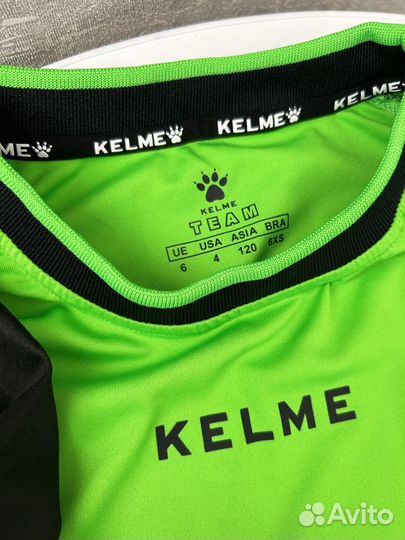 KELME KELME KELME
KELME
TEAM
UE USA ASIA BRA
6 4 120 6XS
KELME
Avito